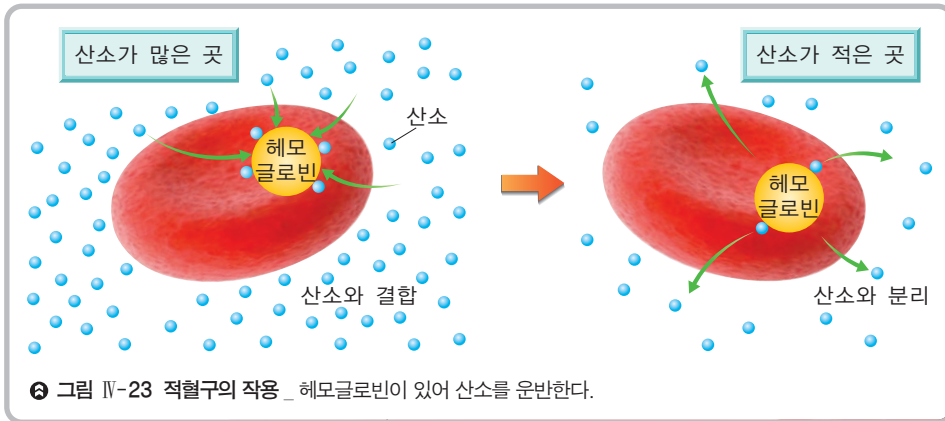 산소가 많은 곳
산소가 적은 곳
산소
헤모
글로빈
헤모
글로빈
산소와 결합
산소와 분리
그림 Ⅳ-23 적혈구의 작용 _ 헤모글로빈이 있어 산소를 운반한다.